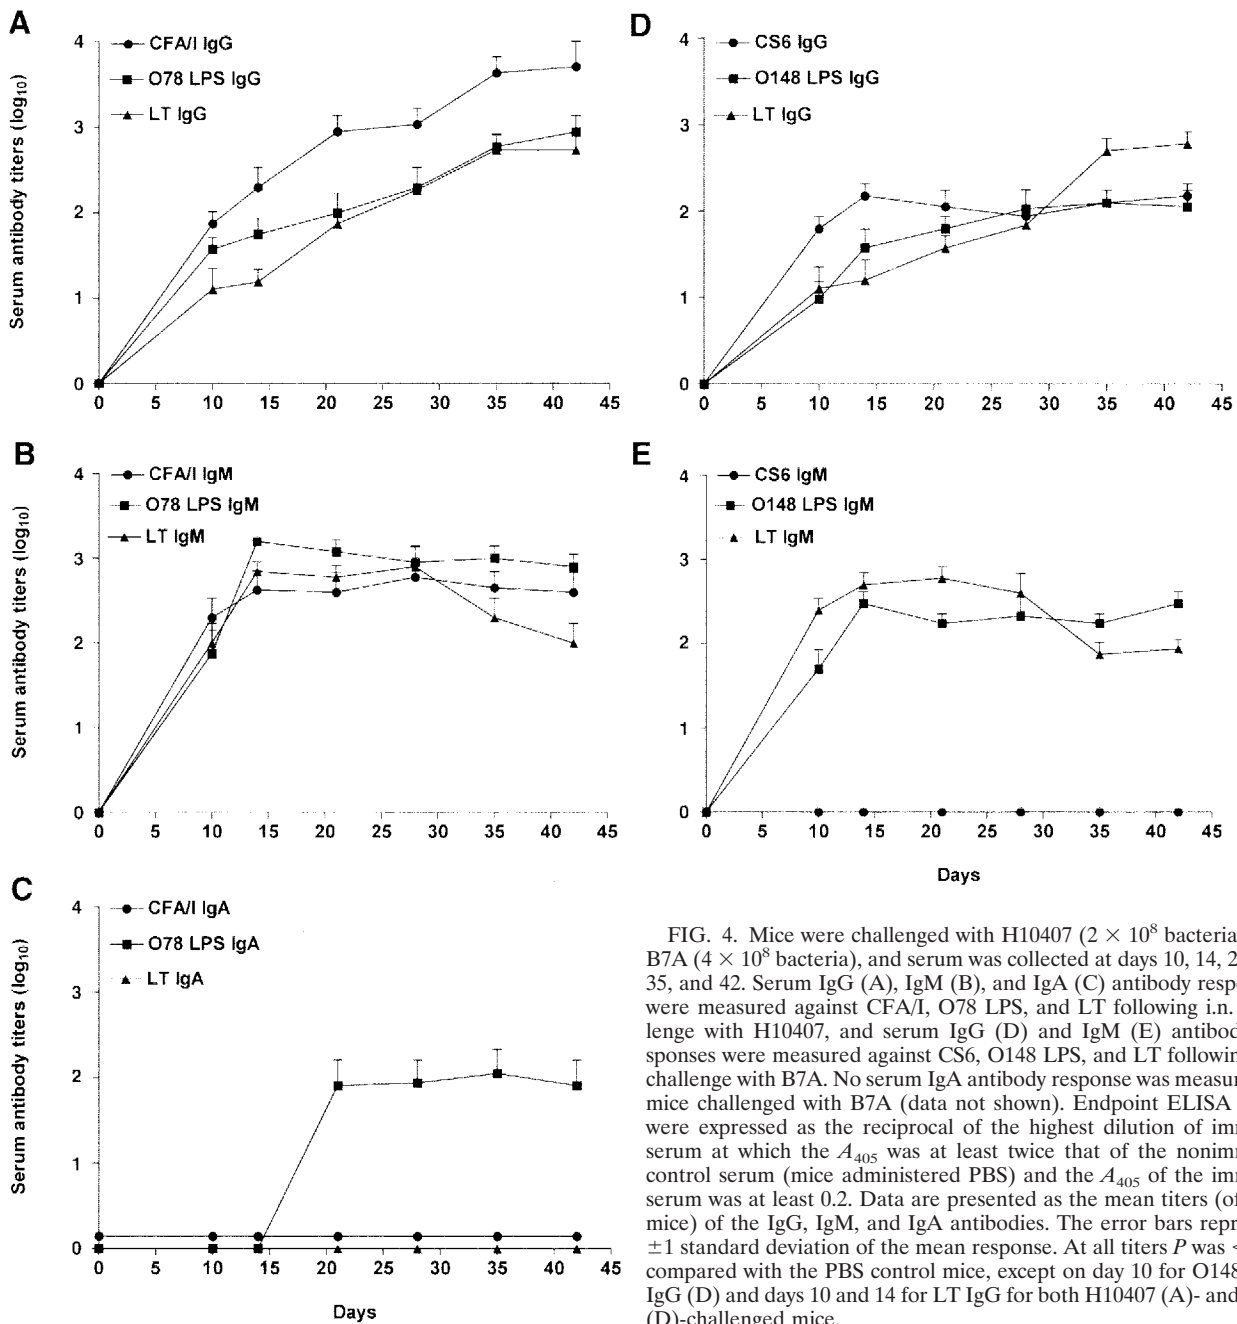 A
Serum antibody titers (log10)
CFA/I IgG
O78 LPS IgG
LT IgG
4
3
2
1
0
0 5 10 15 20 25 30 35 40 45
B
Serum antibody titers (log10)
CFA/I IgM
O78 LPS IgM
LT IgM
4
3
2
1
0
0 5 10 15 20 25 30 35 40 45
C
Serum antibody titers (log10)
CFA/I IgA
O78 LPS IgA
LT IgA
4
3
2
1
0
0 5 10 15 20 25 30 35 40 45
Days
D
CS6 IgG
O148 LPS IgG
LT IgG
4
3
2
1
0
0 5 10 15 20 25 30 35 40 45
E
CS6 IgM
O148 LPS IgM
LT IgM
4
3
2
1
0
0 5 10 15 20 25 30 35 40 45
Days
FIG. 4. Mice were challenged with H10407 (2 × 10⁸ bacteria
B7A (4 × 10⁸ bacteria), and serum was collected at days 10, 14, 2
35, and 42. Serum IgG (A), IgM (B), and IgA (C) antibody respo
were measured against CFA/I, O78 LPS, and LT following i.n.
lenge with H10407, and serum IgG (D) and IgM (E) antibod
sponses were measured against CS6, O148 LPS, and LT following
challenge with B7A. No serum IgA antibody response was measur
mice challenged with B7A (data not shown). Endpoint ELISA
were expressed as the reciprocal of the highest dilution of imm
serum at which the A405 was at least twice that of the nonimm
control serum (mice administered PBS) and the A405 of the imm
serum was at least 0.2. Data are presented as the mean titers (of
mice) of the IgG, IgM, and IgA antibodies. The error bars repr
±1 standard deviation of the mean response. At all titers P was <
compared with the PBS control mice, except on day 10 for O148
IgG (D) and days 10 and 14 for LT IgG for both H10407 (A)- and
(D)-challenged mice.